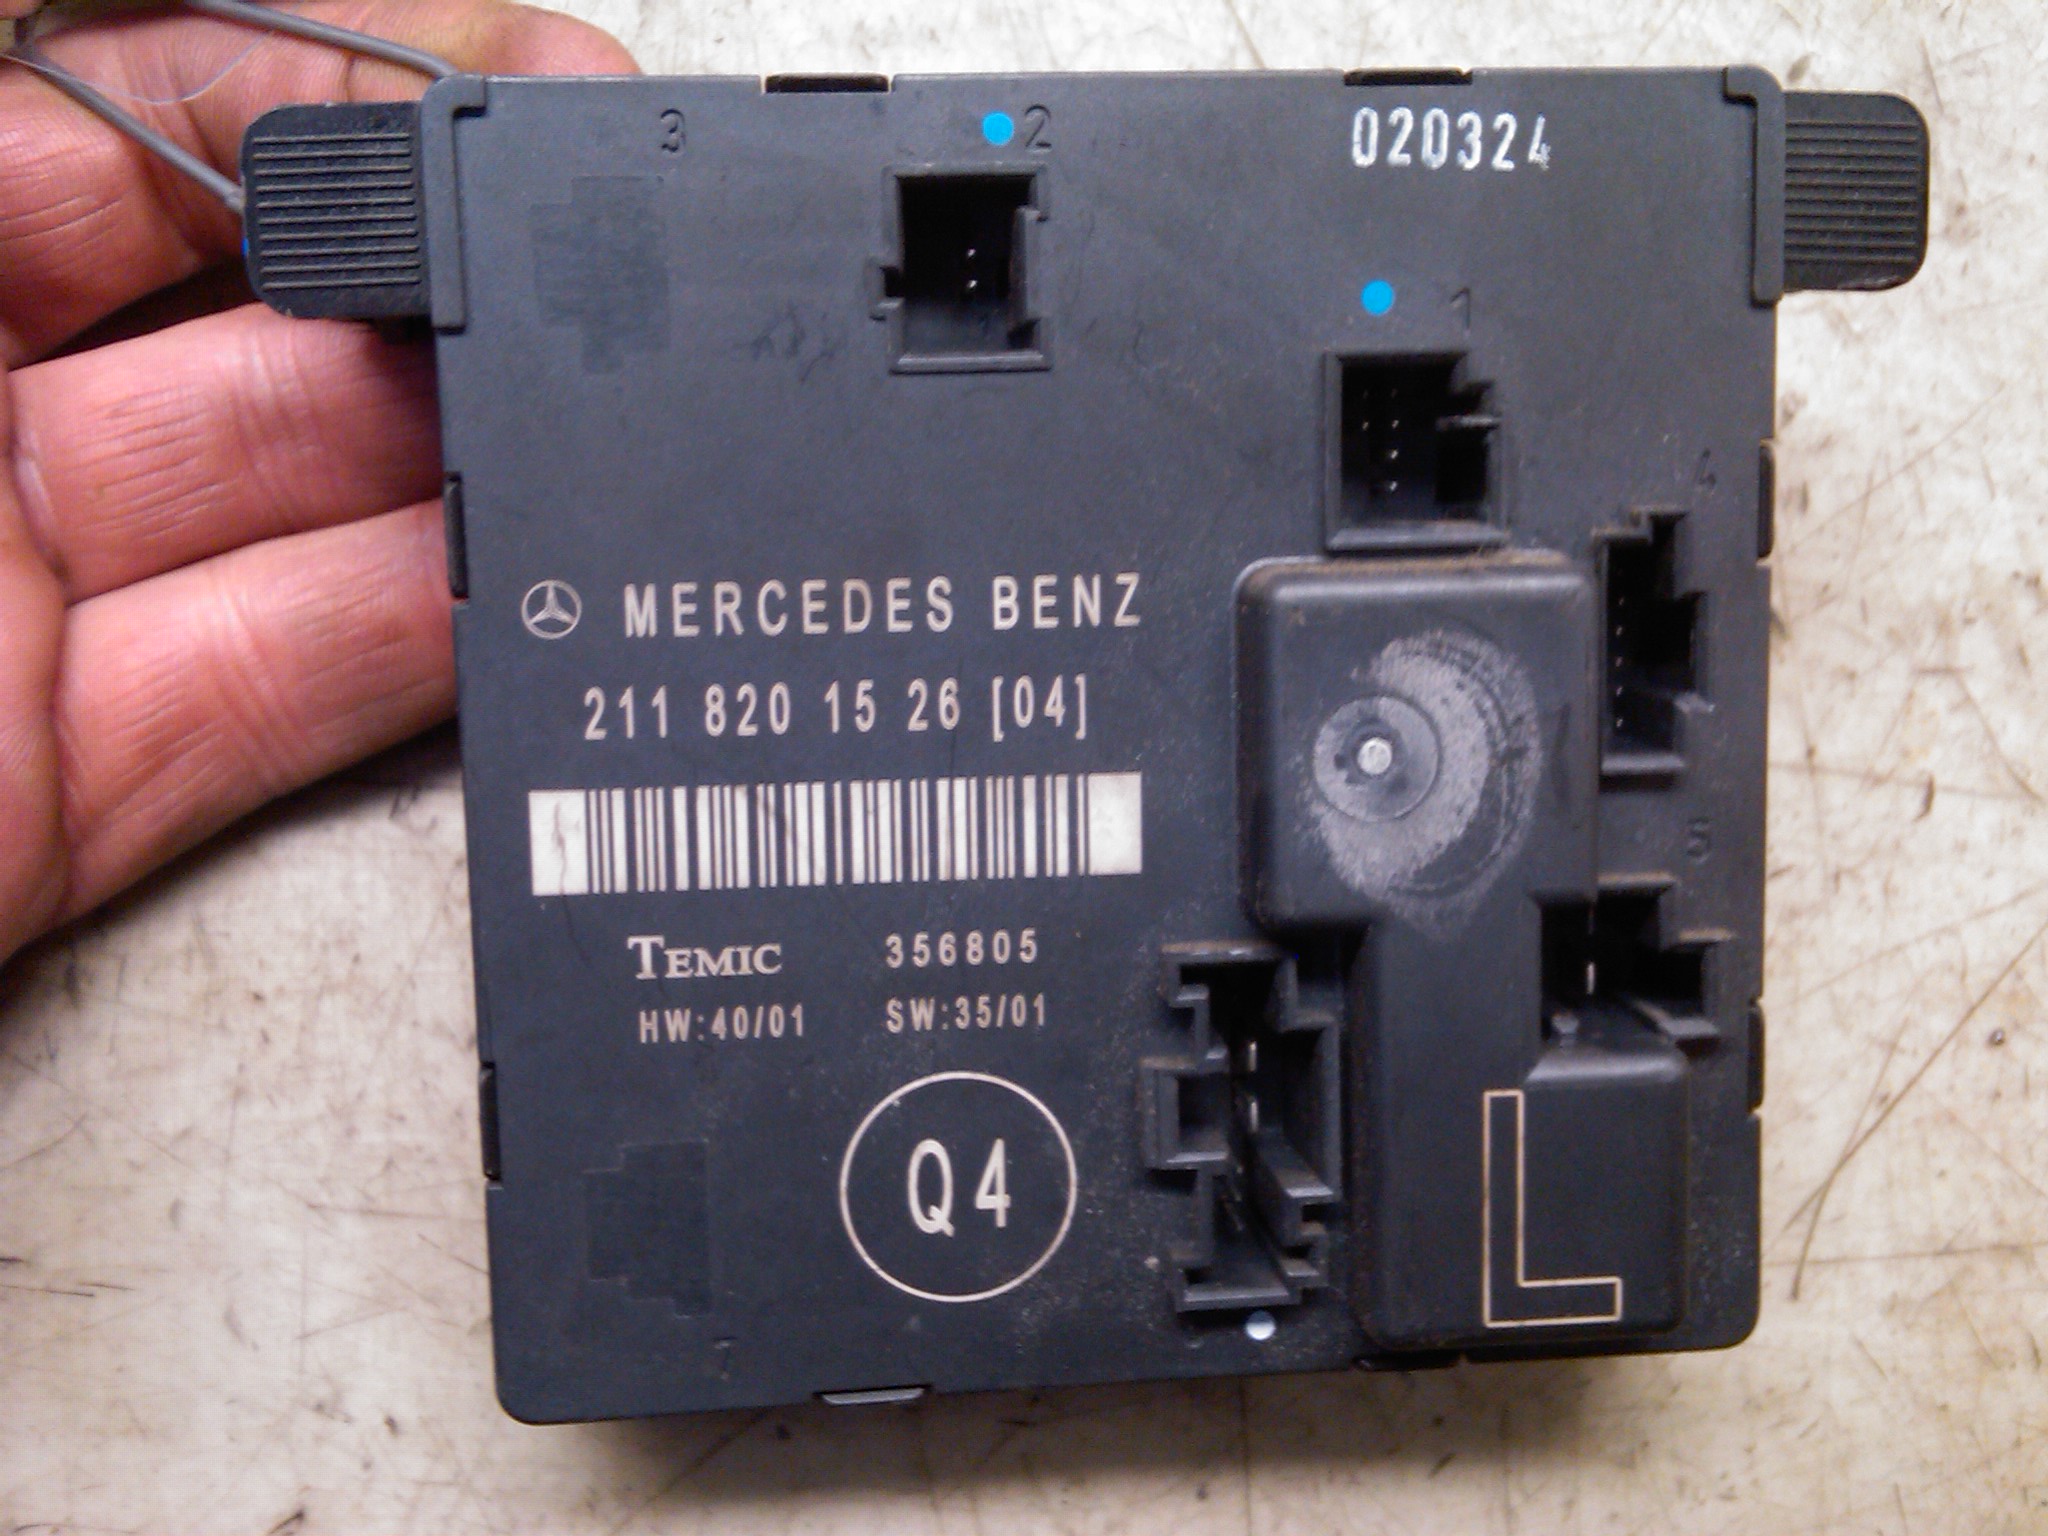 3
2
020324
1
4
MERCEDES BENZ
211 820 15 26 [04]
5
TEMIC 356805
HW:40/01 SW:35/01
Q4
L